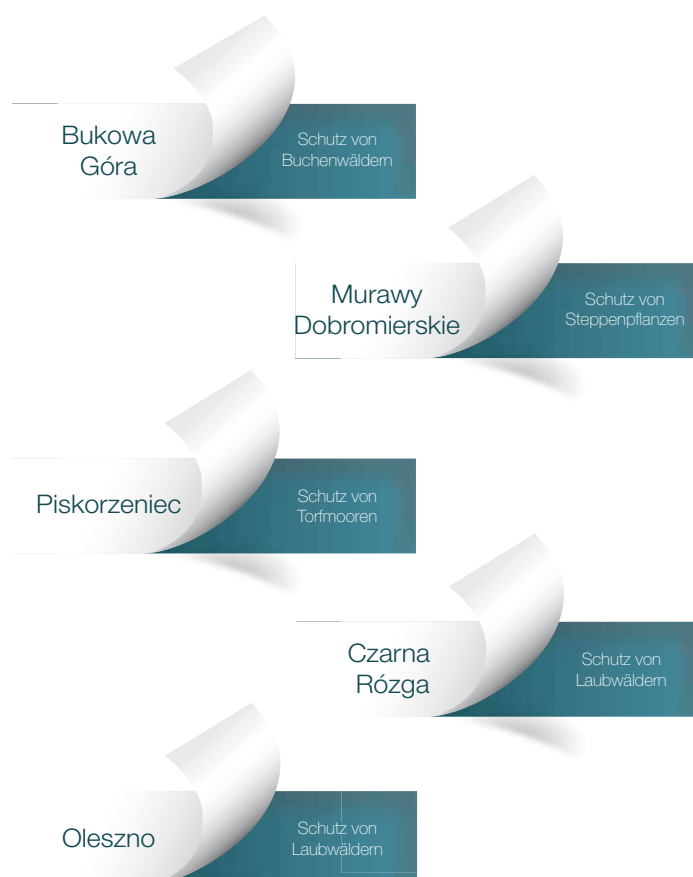 Bukowa
Góra
Schutz von
Buchenwäldern
Murawy
Dobromierskie
Schutz von
Steppenpflanzen
Piskorzeniec
Schutz von
Torfmooren
Czarna
Rózga
Schutz von
Laubwäldern
Oleszno
Schutz von
Laubwäldern